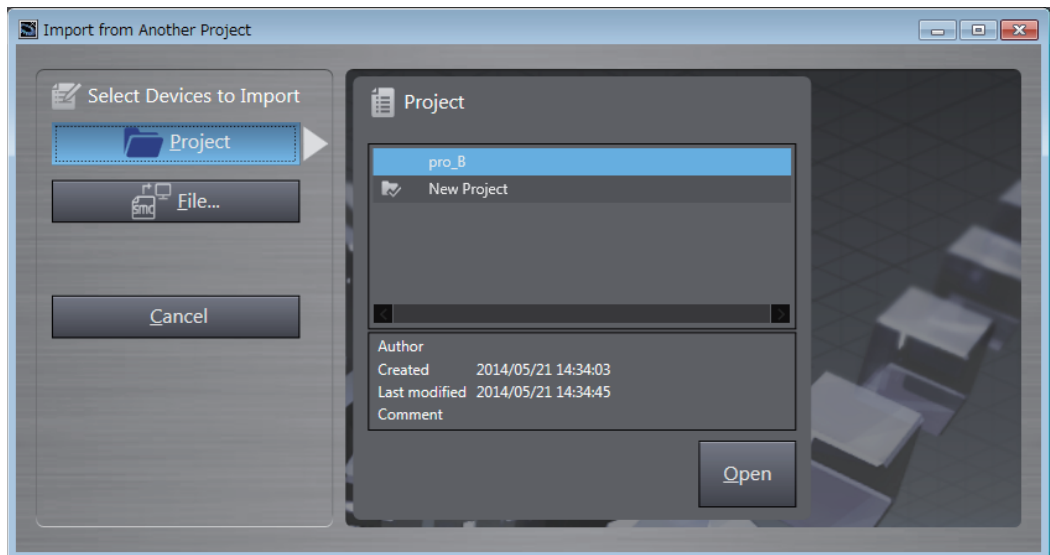 Import from Another Project
Select Devices to Import
Project
smc File...
Cancel
Project
pro_B
New Project
Author
Created 2014/05/21 14:34:03
Last modified 2014/05/21 14:34:45
Comment
Open